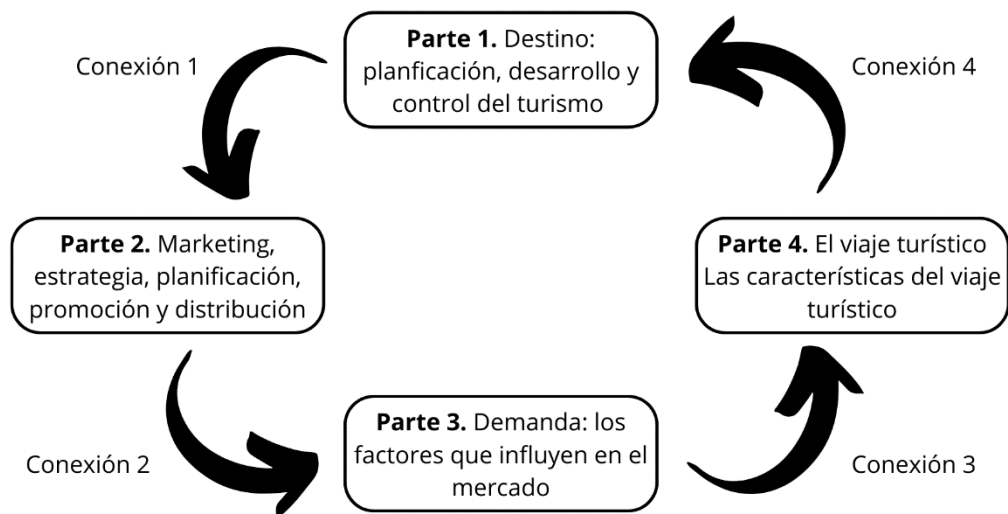 Parte 1. Destino:
planficación, desarrollo y
control del turismo
Conexión 1
Conexión 4
Parte 2. Marketing,
estrategia, planificación,
promoción y distribución
Parte 4. El viaje turístico
Las características del viaje
turístico
Parte 3. Demanda: los
factores que influyen en el
mercado
Conexión 2
Conexión 3